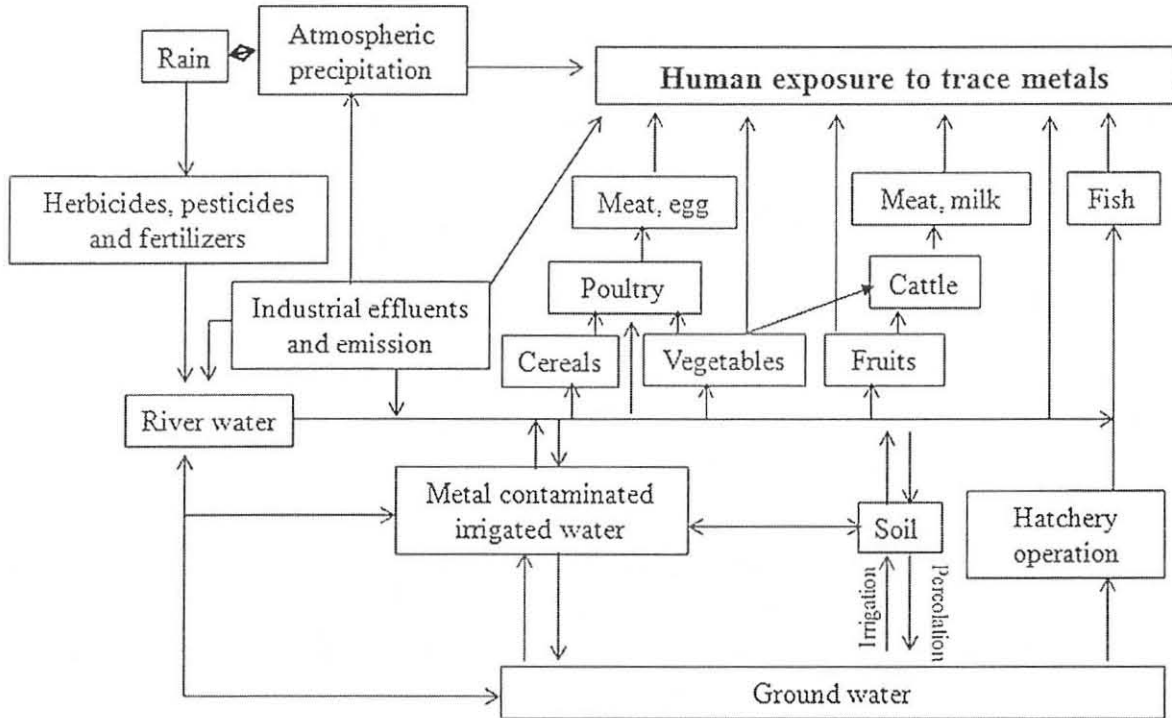 Rain
Atmospheric
precipitation
Human exposure to trace metals
Herbicides, pesticides
and fertilizers
Meat, egg
Meat, milk
Fish
Industrial effluents
and emission
Poultry
Cattle
Cereals
Vegetables
Fruits
River water
Metal contaminated
irrigated water
Soil
Hatchery
operation
Irrigation
Percolation
Ground water